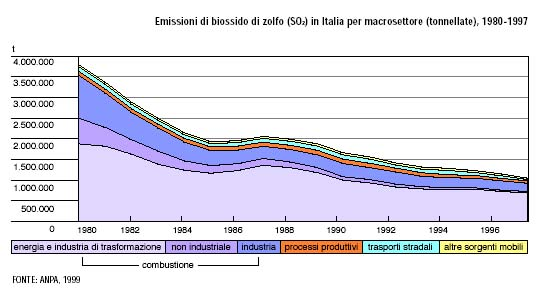 Emissioni di biossido di zolfo (SO₂) in Italia per macrosettore (tonnellate), 1980-1997
t
4.000.000
3.500.000
3.000.000
2.500.000
2.000.000
1.500.000
1.000.000
500.000
0
1980 1982 1984 1986 1988 1990 1992 1994 1996
energia e industria di trasformazione non industriale industria processi produttivi trasporti stradali altre sorgenti mobili
combustione
FONTE: ANPA, 1999